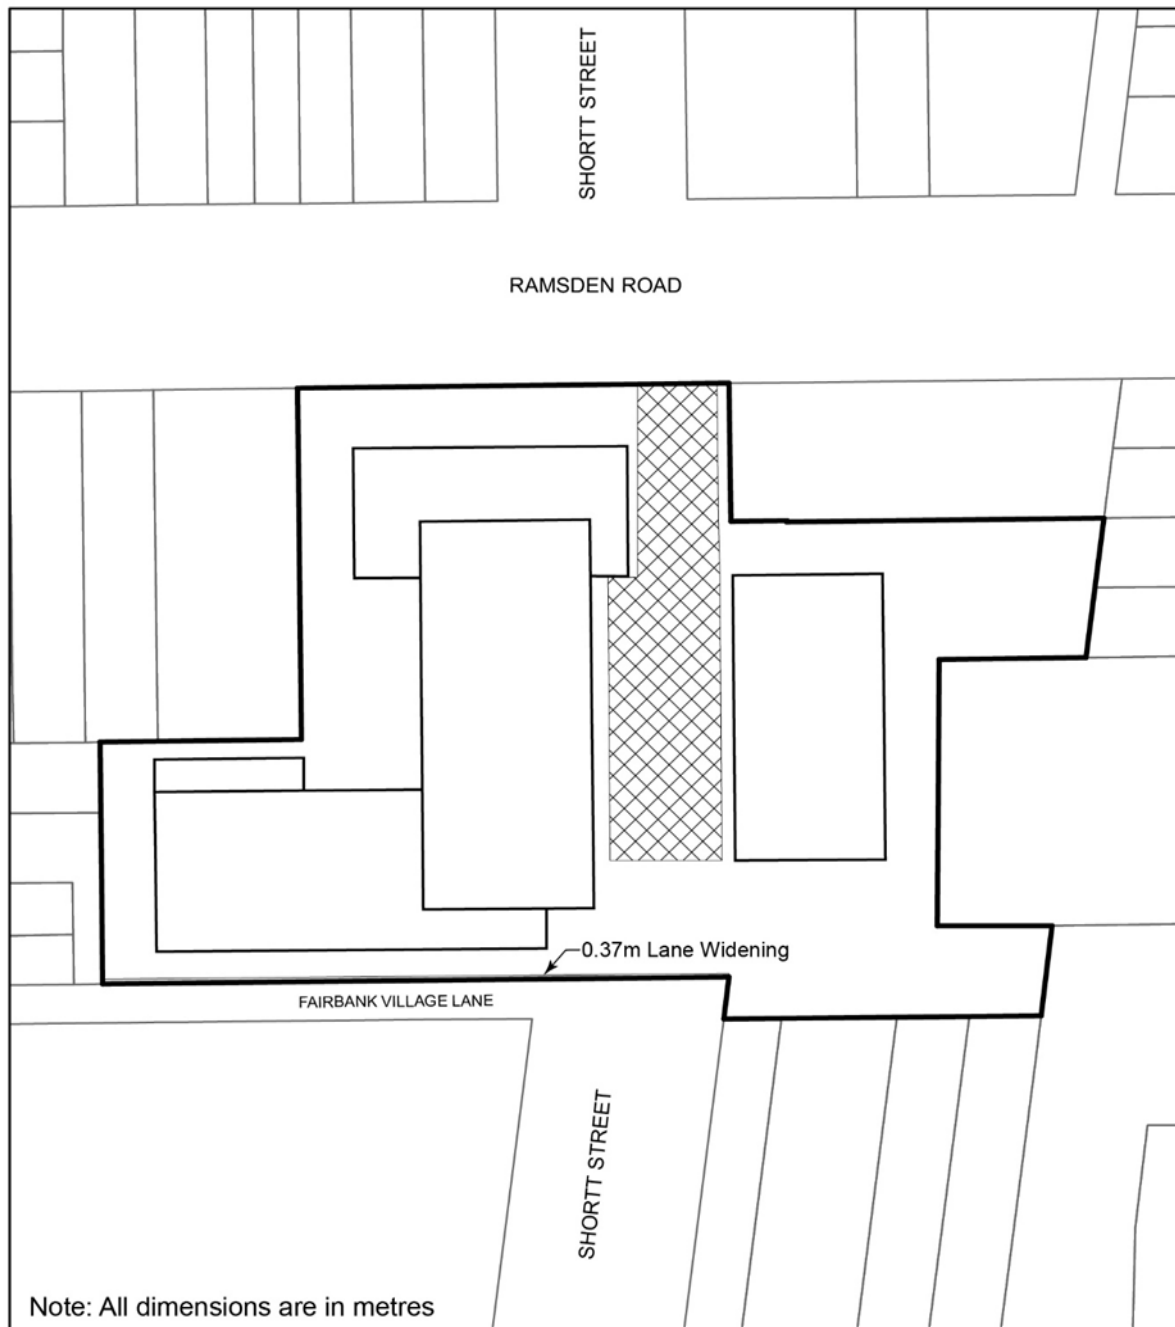 SHORTT STREET
RAMSDEN ROAD
0.37m Lane Widening
FAIRBANK VILLAGE LANE
SHORTT STREET
Note: All dimensions are in metres